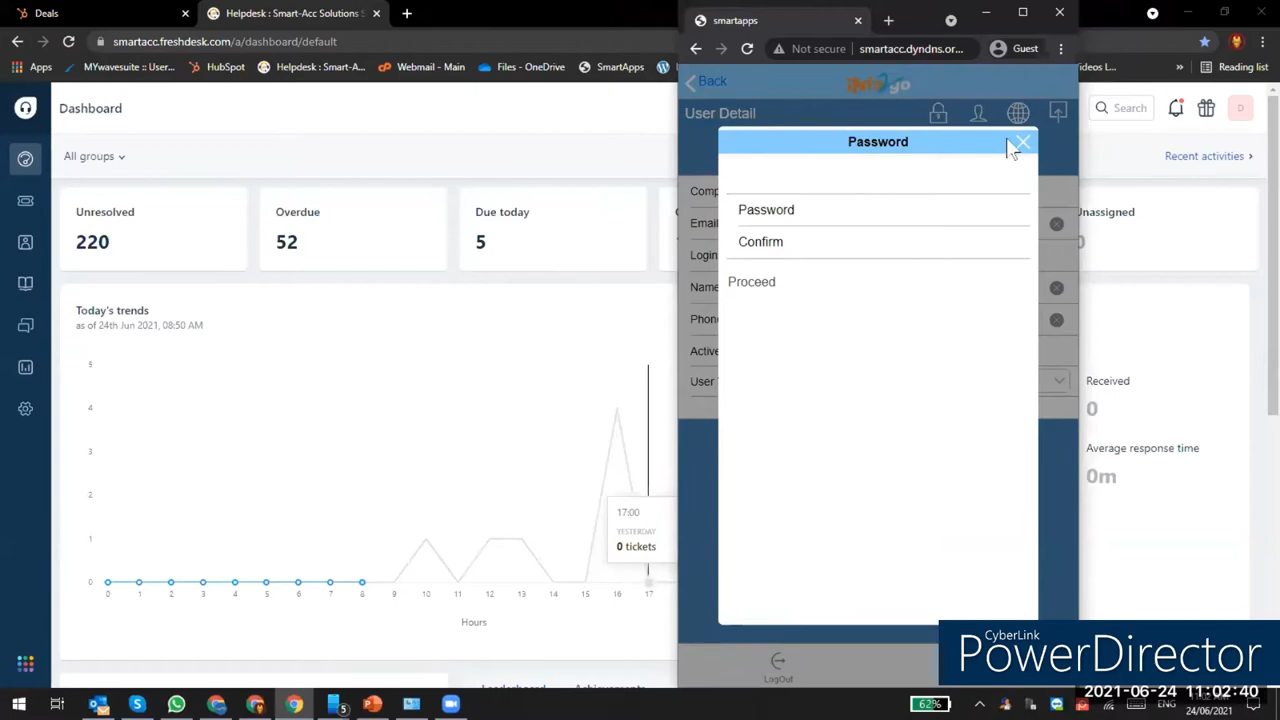 Deals
Helpdesk : Smart-Acc Solutions S
smartacc.freshdesk.com/a/dashboard/default
Apps
MYwavesuite :: User...
HubSpot
Helpdesk : Smart-A...
Webmail - Main
Files - OneDrive
SmartApps
Reading list
smartapps
Not secure
smartacc.dyndns.or...
Guest
Dashboard
Search
All groups
Recent activities
Unresolved
220
Overdue
52
Due today
5
Unassigned
0
Today's trends
as of 24th Jun 2021, 08:50 AM
5
4
3
2
1
0
0 1 2 3 4 5 6 7 8 9 10 11 12 13 14 15 16 17
Hours
17:00
YESTERDAY
0 tickets
Received
0
Average response time
0m
Leaderboard
Achievements
Back
User Detail
Comp
Email
Login
Name
Phon
Active
User
Password
Password
Confirm
Proceed
LogOut
CyberLink
PowerDirector
2021-06-24 11:02:40
62%
ENG
24/06/2021